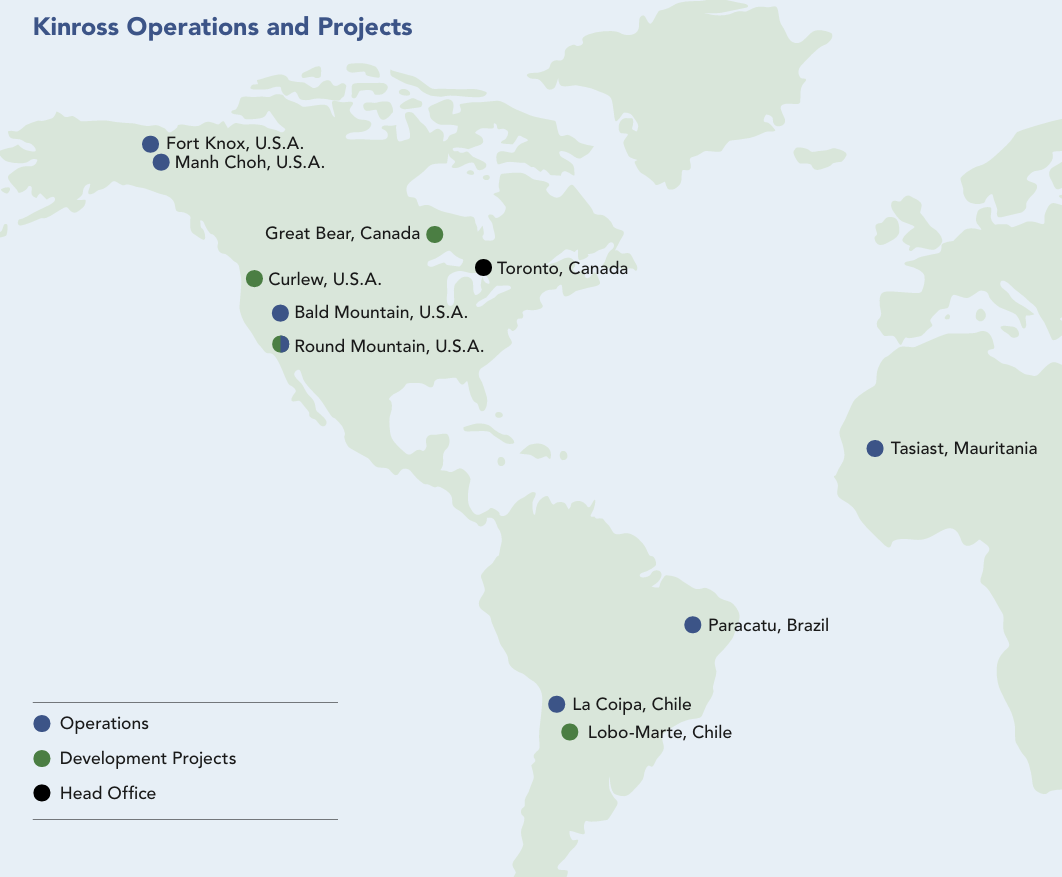 Kinross Operations and Projects
Fort Knox, U.S.A.
Manh Choh, U.S.A.
Great Bear, Canada
Toronto, Canada
Curlew, U.S.A.
Bald Mountain, U.S.A.
Round Mountain, U.S.A.
Tasiast, Mauritania
Paracatu, Brazil
La Coipa, Chile
Lobo-Marte, Chile
Operations
Development Projects
Head Office